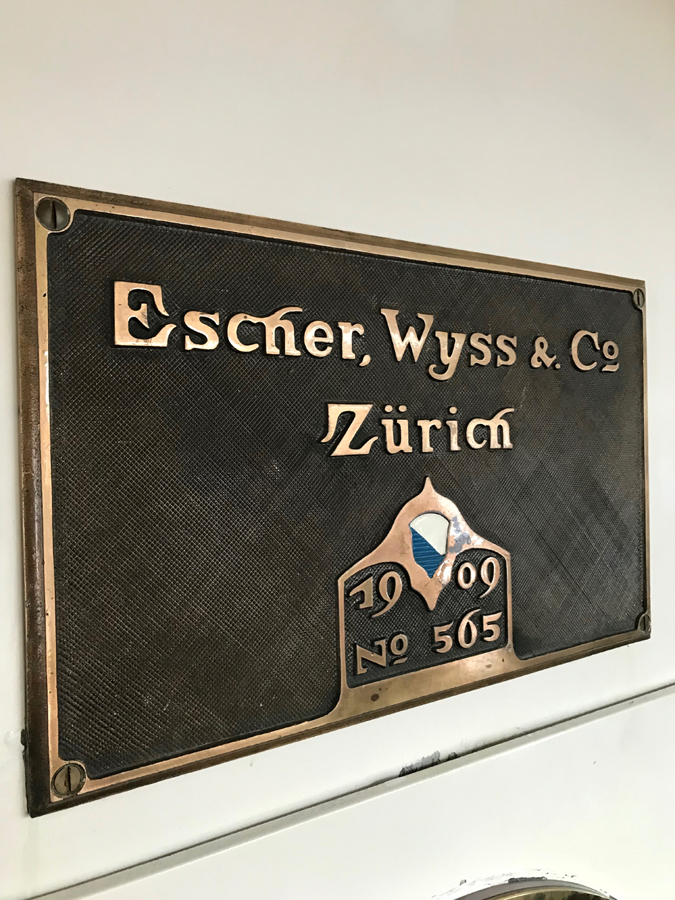 Escher, Wyss & Co
Zürich
1909
No 565